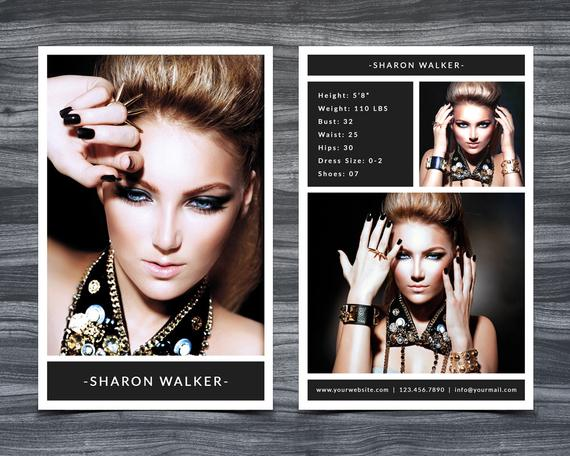 -SHARON WALKER-
-SHARON WALKER-
Height: 5'8"
Weight: 110 LBS
Bust: 32
Waist: 25
Hips: 30
Dress Size: 0-2
Shoes: 07
www.yourwebsite.com | 123.456.7890 | info@yourmail.com